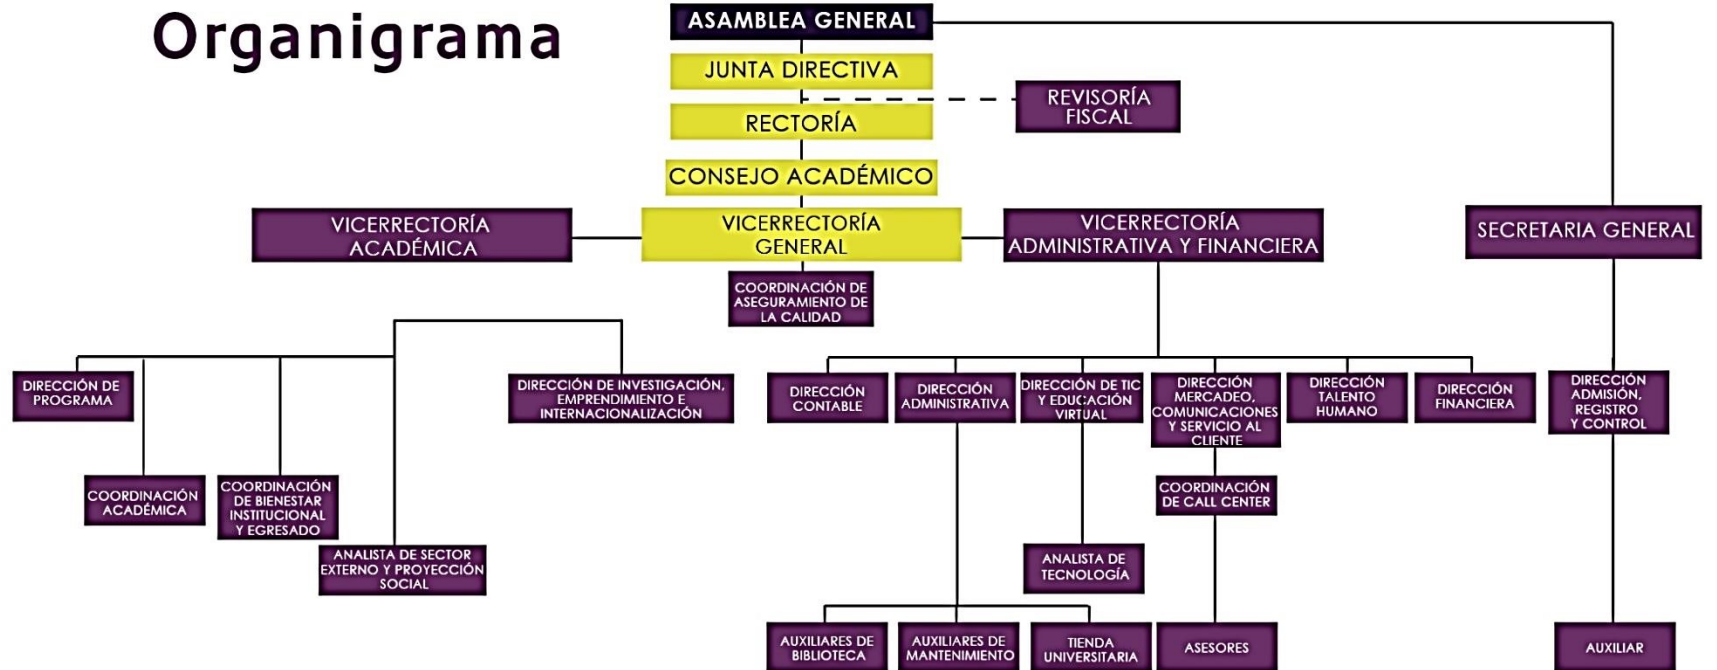 Organigrama
ASAMBLEA GENERAL
JUNTA DIRECTIVA
REVISORÍA
FISCAL
RECTORÍA
CONSEJO ACADÉMICO
VICERRECTORÍA
ACADÉMICA
VICERRECTORÍA
GENERAL
VICERRECTORÍA
ADMINISTRATIVA Y FINANCIERA
SECRETARIA GENERAL
COORDINACIÓN DE
ASEGURAMIENTO DE
LA CALIDAD
DIRECCIÓN DE
PROGRAMA
DIRECCIÓN DE INVESTIGACIÓN,
EMPRENDIMIENTO E
INTERNACIONALIZACIÓN
DIRECCIÓN
CONTABLE
DIRECCIÓN
ADMINISTRATIVA
DIRECCIÓN DE TIC
Y EDUCACIÓN
VIRTUAL
DIRECCIÓN
MERCADEO,
COMUNICACIONES
Y SERVICIO AL
CLIENTE
DIRECCIÓN
TALENTO
HUMANO
DIRECCIÓN
FINANCIERA
DIRECCIÓN
ADMISIÓN,
REGISTRO
Y CONTROL
COORDINACIÓN
ACADÉMICA
COORDINACIÓN
DE BIENESTAR
INSTITUCIONAL
Y EGRESADO
COORDINACIÓN
DE CALL CENTER
ANALISTA DE SECTOR
EXTERNO Y PROYECCIÓN
SOCIAL
ANALISTA DE
TECNOLOGÍA
AUXILIARES DE
BIBLIOTECA
AUXILIARES DE
MANTENIMIENTO
TIENDA
UNIVERSITARIA
ASESORES
AUXILIAR